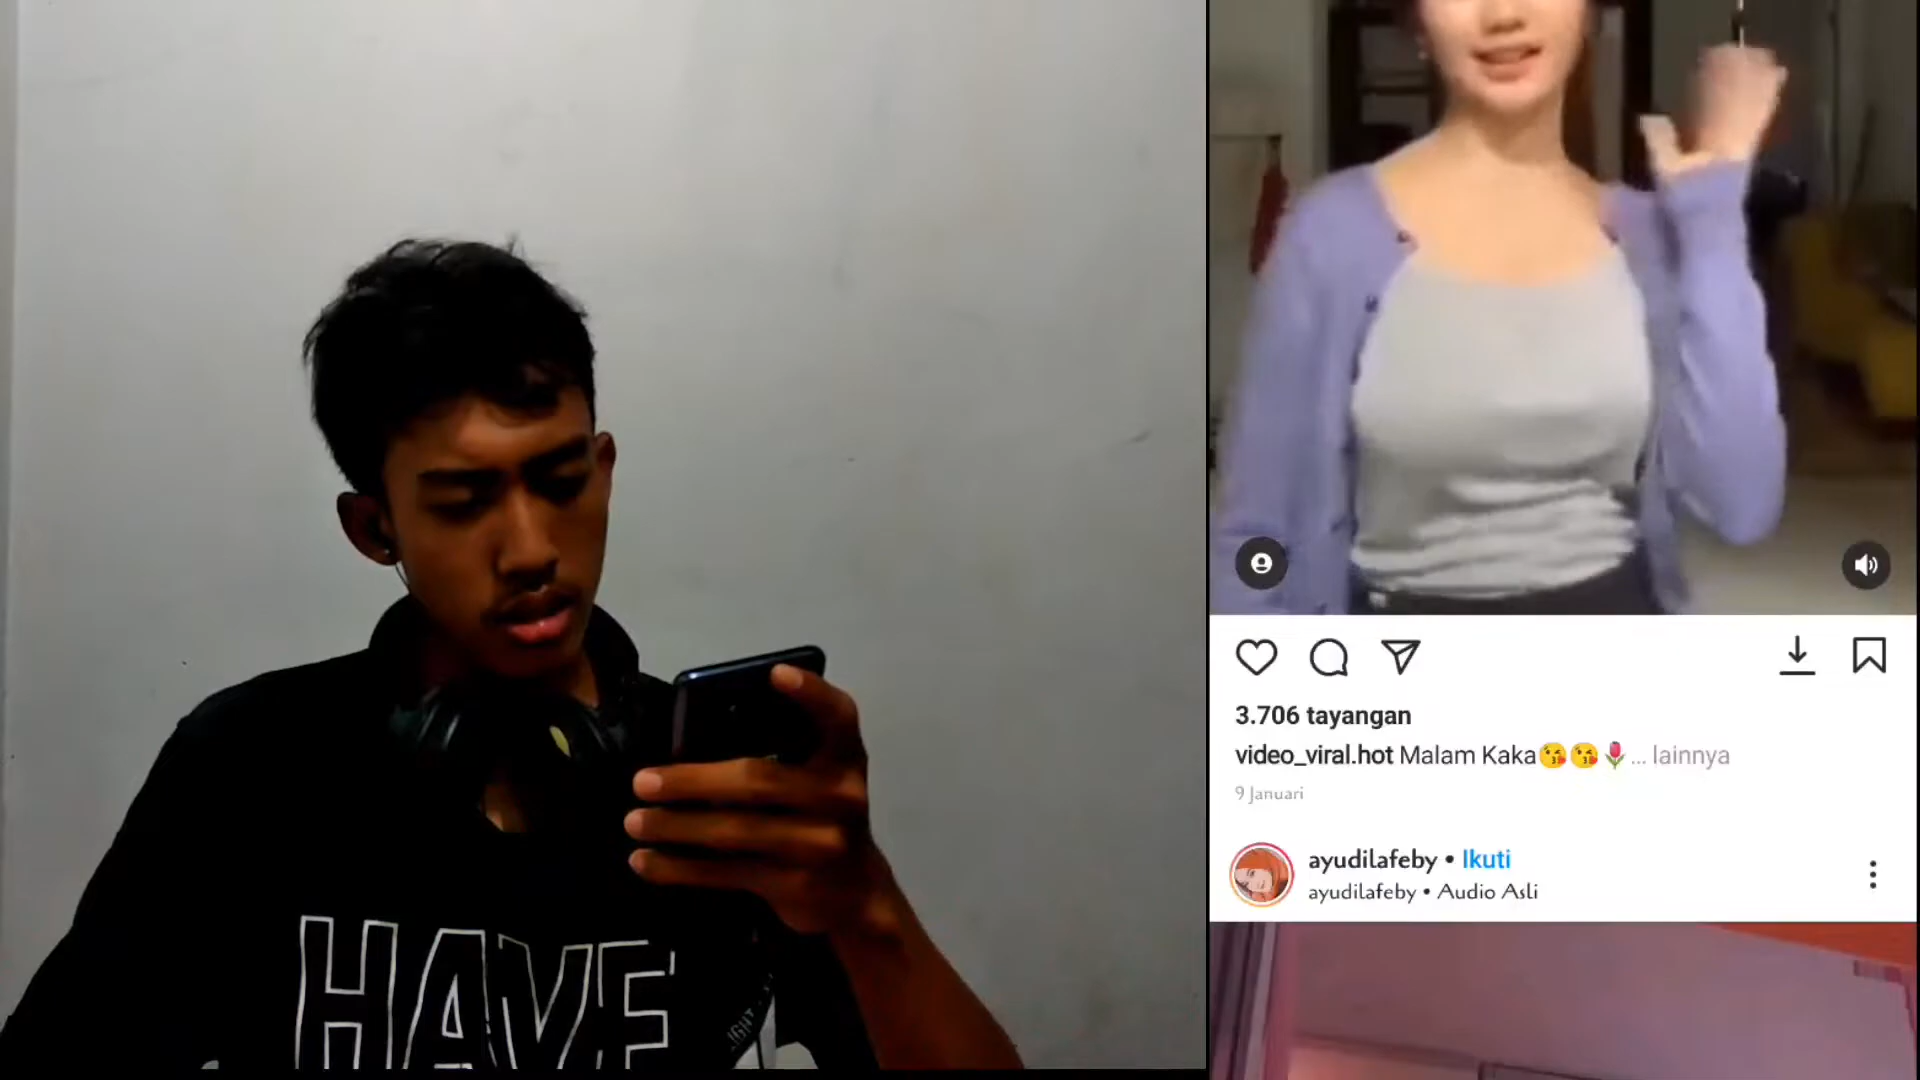 HAVE
3.706 tayangan
video_viral.hot Malam Kaka😘😘🌷... lainnya
9 Januari
ayudilafeby • Ikuti
ayudilafeby • Audio Asli